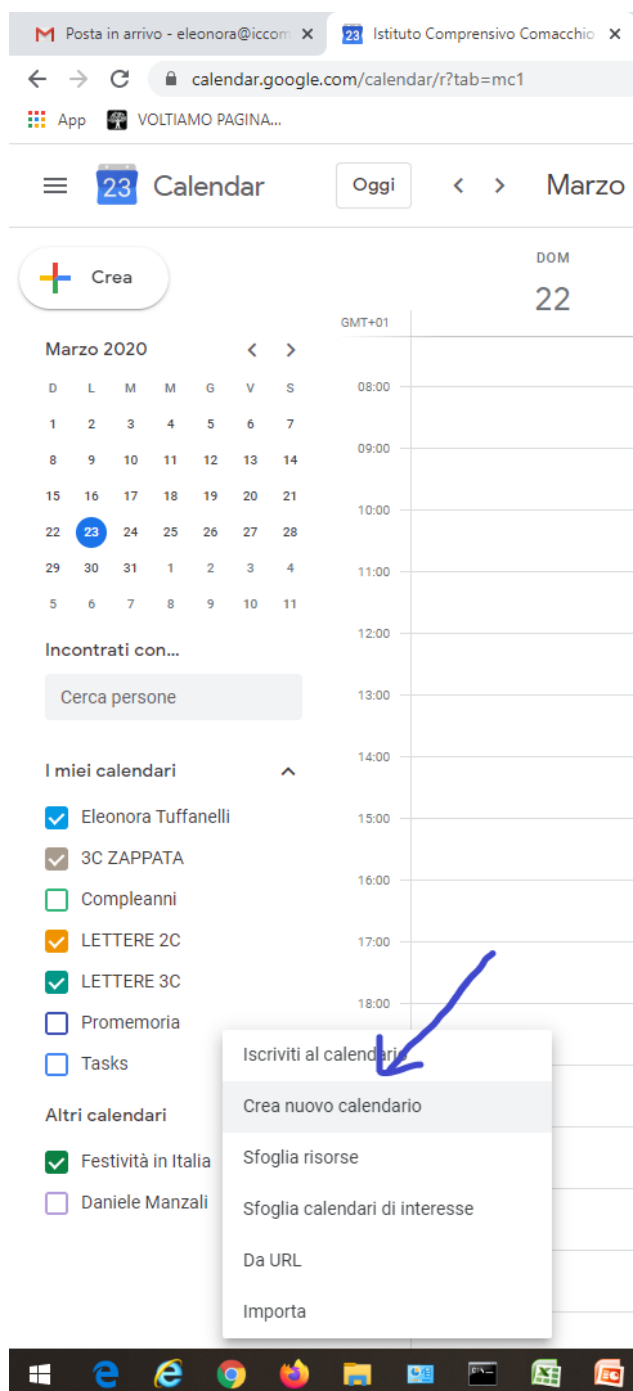 Posta in arrivo - eleonora@iccom
23 Istituto Comprensivo Comacchio
calendar.google.com/calendar/r?tab=mc1
App VOLTIAMO PAGINA...
23 Calendar Oggi Marzo
Crea
DOM
22
GMT+01
Marzo 2020
D L M M G V S
1 2 3 4 5 6 7
8 9 10 11 12 13 14
15 16 17 18 19 20 21
22 23 24 25 26 27 28
29 30 31 1 2 3 4
5 6 7 8 9 10 11
Incontrati con...
Cerca persone
I miei calendari
Eleonora Tuffanelli
3C ZAPPATA
Compleanni
LETTERE 2C
LETTERE 3C
Promemoria
Tasks
Altri calendari
Festività in Italia
Daniele Manzali
08:00
09:00
10:00
11:00
12:00
13:00
14:00
15:00
16:00
17:00
18:00
Iscriviti al calendario
Crea nuovo calendario
Sfoglia risorse
Sfoglia calendari di interesse
Da URL
Importa